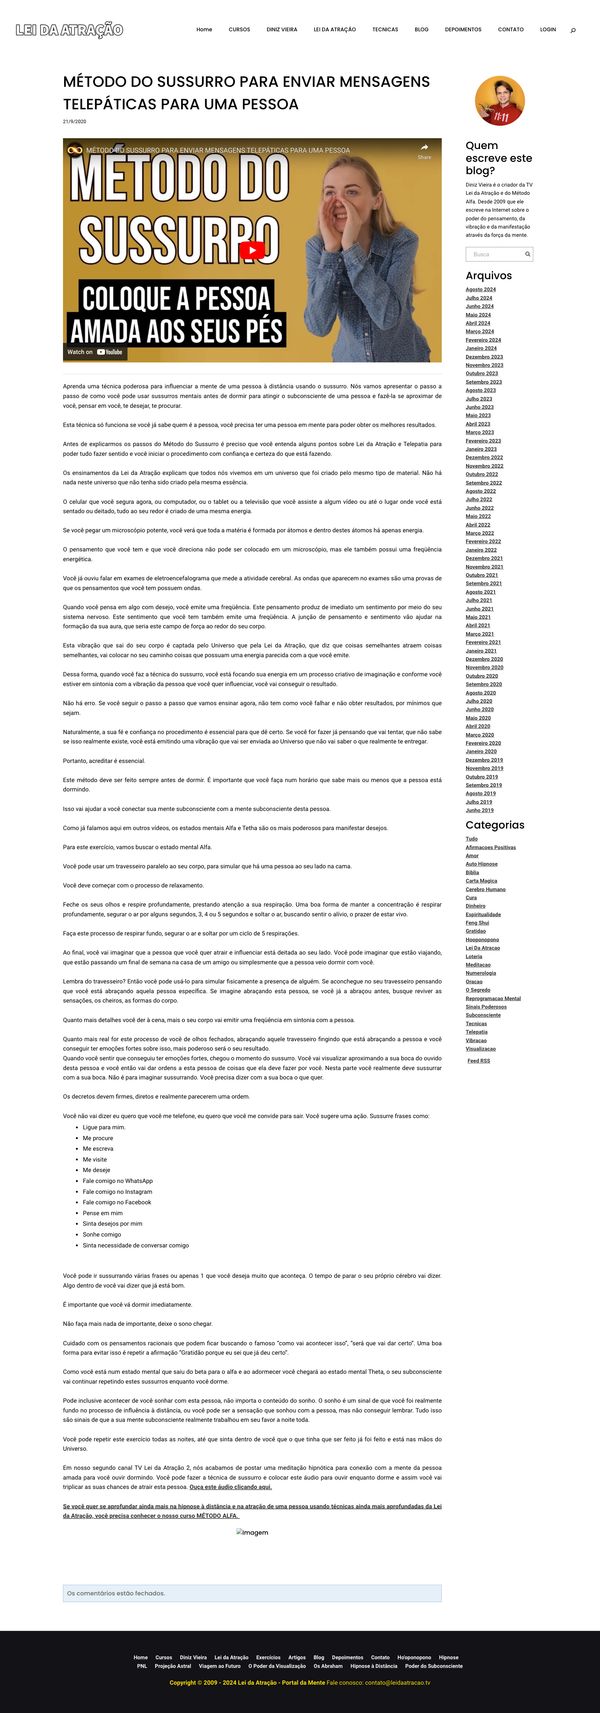 LEI DA ATRAÇÃO
Home CURSOS DINIZ VIEIRA LEI DA ATRAÇÃO TECNICAS BLOG DEPOIMENTOS CONTATO LOGIN
MÉTODO DO SUSSURRO PARA ENVIAR MENSAGENS
TELEPÁTICAS PARA UMA PESSOA
21/9/2020
MÉTODO DO SUSSURRO PARA ENVIAR MENSAGENS TELEPÁTICAS PARA UMA PESSOA
Share
MÉTODO DO
SUSSURRO
COLOQUE A PESSOA
AMADA AOS SEUS PÉS
Watch on YouTube
Aprenda uma técnica poderosa para influenciar a mente de uma pessoa à distância usando o sussurro. Nós vamos apresentar o passo a
passo de como você pode usar sussurros mentais antes de dormir para atingir o subconsciente de uma pessoa e fazê-la se aproximar de
você, pensar em você, te desejar, te procurar.
Esta técnica só funciona se você já sabe quem é a pessoa, você precisa ter uma pessoa em mente para poder obter os melhores resultados.
Antes de explicarmos os passos do Método do Sussurro é preciso que você entenda alguns pontos sobre Lei da Atração e Telepatia para
poder tudo fazer sentido e você iniciar o procedimento com confiança e certeza do que está fazendo.
Os ensinamentos da Lei da Atração explicam que todos nós vivemos em um universo que foi criado pelo mesmo tipo de material. Não há
nada neste universo que não tenha sido criado pela mesma essência.
O celular que você segura agora, ou computador, ou o tablet ou a televisão que você assiste a algum vídeo ou até o lugar onde você está
sentado ou deitado, tudo ao seu redor é criado de uma mesma energia.
Se você pegar um microscópio potente, você verá que toda a matéria é formada por átomos e dentro destes átomos há apenas energia.
O pensamento que você tem e que você direciona não pode ser colocado em um microscópio, mas ele também possui uma freqüência
energética.
Você já ouviu falar em exames de eletroencefalograma que mede a atividade cerebral. As ondas que aparecem no exames são uma provas de
que os pensamentos que você tem possuem ondas.
Quando você pensa em algo com desejo, você emite uma freqüência. Este pensamento produz de imediato um sentimento por meio do seu
sistema nervoso. Este sentimento que você tem também emite uma freqüência. A junção de pensamento e sentimento vão ajudar na
formação da sua aura, que seria este campo de força ao redor do seu corpo.
Esta vibração que sai do seu corpo é captada pelo Universo que pela Lei da Atração, que diz que coisas semelhantes atraem coisas
semelhantes, vai colocar no seu caminho coisas que possuam uma energia parecida com a que você emite.
Dessa forma, quando você faz a técnica do sussurro, você está focando sua energia em um processo criativo de imaginação e conforme você
estiver em sintonia com a vibração da pessoa que você quer influenciar, você vai conseguir o resultado.
Não há erro. Se você seguir o passo a passo que vamos ensinar agora, não tem como você falhar e não obter resultados, por mínimos que
sejam.
Naturalmente, a sua fé e confiança no procedimento é essencial para que dê certo. Se você for fazer já pensando que vai tentar, que não sabe
se isso realmente existe, você está emitindo uma vibração que vai ser enviada ao Universo que não vai saber o que realmente te entregar.
Portanto, acreditar é essencial.
Este método deve ser feito sempre antes de dormir. É importante que você faça num horário que sabe mais ou menos que a pessoa está
dormindo.
Isso vai ajudar a você conectar sua mente subconsciente com a mente subconsciente desta pessoa.
Como já falamos aqui em outros vídeos, os estados mentais Alfa e Tetha são os mais poderosos para manifestar desejos.
Para este exercício, vamos buscar o estado mental Alfa.
Você pode usar um travesseiro paralelo ao seu corpo, para simular que há uma pessoa ao seu lado na cama.
Você deve começar com o processo de relaxamento.
Feche os seus olhos e respire profundamente, prestando atenção a sua respiração. Uma boa forma de manter a concentração é respirar
profundamente, segurar o ar por alguns segundos, 3, 4 ou 5 segundos e soltar o ar, buscando sentir o alívio, o prazer de estar vivo.
Faça este processo de respirar fundo, segurar o ar e soltar por um ciclo de 5 respirações.
Ao final, você vai imaginar que a pessoa que você quer atrair e influenciar está deitada ao seu lado. Você pode imaginar que estão viajando,
que estão passando um final de semana na casa de um amigo ou simplesmente que a pessoa veio dormir com você.
Lembra do travesseiro? Então você pode usá-lo para simular fisicamente a presença de alguém. Se aconchegue no seu travesseiro pensando
que você está abraçando aquela pessoa específica. Se imagine abraçando esta pessoa, se você já a abraçou antes, busque reviver as
sensações, os cheiros, as formas do corpo.
Quanto mais detalhes você der à cena, mais o seu corpo vai emitir uma freqüência em sintonia com a pessoa.
Quanto mais real for este processo de você de olhos fechados, abraçando aquele travesseiro fingindo que está abraçando a pessoa e você
conseguir ter emoções fortes sobre isso, mais poderoso será o seu resultado.
Quando você sentir que conseguiu ter emoções fortes, chegou o momento do sussurro. Você vai visualizar aproximando a sua boca do ouvido
desta pessoa e você então vai dar ordens a esta pessoa de coisas que ela deve fazer por você. Nesta parte você realmente deve sussurrar
com a sua boca. Não é para imaginar sussurrando. Você precisa dizer com a sua boca o que quer.
Os decretos devem firmes, diretos e realmente parecerem uma ordem.
Você não vai dizer eu quero que você me telefone, eu quero que você me convide para sair. Você sugere uma ação. Sussurre frases como:
Ligue para mim.
Me procure
Me escreva
Me visite
Me deseje
Fale comigo no WhatsApp
Fale comigo no Instagram
Fale comigo no Facebook
Pense em mim
Sinta desejos por mim
Sonhe comigo
Sinta necessidade de conversar comigo
Você pode ir sussurrando várias frases ou apenas 1 que você deseja muito que aconteça. O tempo de parar o seu próprio cérebro vai dizer.
Algo dentro de você vai dizer que já está bom.
É importante que você vá dormir imediatamente.
Não faça mais nada de importante, deixe o sono chegar.
Cuidado com os pensamentos racionais que podem ficar buscando o famoso “como vai acontecer isso”, “será que vai dar certo”. Uma boa
forma para evitar isso é repetir a afirmação “Gratidão porque eu sei que já deu certo”.
Como você está num estado mental que saiu do beta para o alfa e ao adormecer você chegará ao estado mental Theta, o seu subconsciente
vai continuar repetindo estes sussurros enquanto você dorme.
Pode inclusive acontecer de você sonhar com esta pessoa, não importa o conteúdo do sonho. O sonho é um sinal de que você foi realmente
fundo no processo de influência à distância, ou você pode ser a sensação que sonhou com a pessoa, mas não conseguir lembrar. Tudo isso
são sinais de que a sua mente subconsciente realmente trabalhou em seu favor a noite toda.
Você pode repetir este exercício todas as noites, até que sinta dentro de você que o que tinha que ser feito já foi feito e está nas mãos do
Universo.
Em nosso segundo canal TV Lei da Atração 2, nós acabamos de postar uma meditação hipnótica para conexão com a mente da pessoa
amada para você ouvir dormindo. Você pode fazer a técnica de sussurro e colocar este áudio para ouvir enquanto dorme e assim você vai
triplicar as suas chances de atrair esta pessoa. Ouça este áudio clicando aqui.
Se você quer se aprofundar ainda mais na hipnose à distância e na atração de uma pessoa usando técnicas ainda mais aprofundadas da Lei
da Atração, você precisa conhecer o nosso curso MÉTODO ALFA.
Imagem
Os comentários estão fechados.
11:11
Quem
escreve este
blog?
Diniz Vieira é o criador da TV
Lei da Atração e do Método
Alfa. Desde 2009 que ele
escreve na Internet sobre o
poder do pensamento, da
vibração e da manifestação
através da força da mente.
Busca
Arquivos
Agosto 2024
Julho 2024
Junho 2024
Maio 2024
Abril 2024
Março 2024
Fevereiro 2024
Janeiro 2024
Dezembro 2023
Novembro 2023
Outubro 2023
Setembro 2023
Agosto 2023
Julho 2023
Junho 2023
Maio 2023
Abril 2023
Março 2023
Fevereiro 2023
Janeiro 2023
Dezembro 2022
Novembro 2022
Outubro 2022
Setembro 2022
Agosto 2022
Julho 2022
Junho 2022
Maio 2022
Abril 2022
Março 2022
Fevereiro 2022
Janeiro 2022
Dezembro 2021
Novembro 2021
Outubro 2021
Setembro 2021
Agosto 2021
Julho 2021
Junho 2021
Maio 2021
Abril 2021
Março 2021
Fevereiro 2021
Janeiro 2021
Dezembro 2020
Novembro 2020
Outubro 2020
Setembro 2020
Agosto 2020
Julho 2020
Junho 2020
Maio 2020
Abril 2020
Março 2020
Fevereiro 2020
Janeiro 2020
Dezembro 2019
Novembro 2019
Outubro 2019
Setembro 2019
Agosto 2019
Julho 2019
Junho 2019
Categorias
Tudo
Afirmacoes Positivas
Amor
Auto Hipnose
Biblia
Carta Magica
Cerebro Humano
Cura
Dinheiro
Espiritualidade
Feng Shui
Gratidao
Hooponopono
Lei Da Atracao
Loteria
Meditacao
Numerologia
Oracao
O Segredo
Reprogramacao Mental
Sinais Poderosos
Subconsciente
Tecnicas
Telepatia
Vibracao
Visualizacao
Feed RSS
Home Cursos Diniz Vieira Lei da Atração Exercícios Artigos Blog Depoimentos Contato Ho'oponopono Hipnose
PNL Projeção Astral Viagem ao Futuro O Poder da Visualização Os Abraham Hipnose à Distância Poder do Subconsciente
Copyright © 2009 - 2024 Lei da Atração - Portal da Mente Fale conosco: contato@leidaatracao.tv